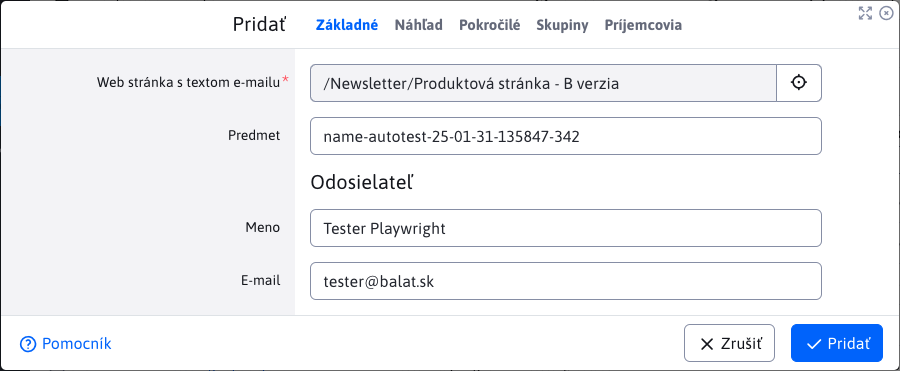 Pridať Základné Náhľad Pokročilé Skupiny Príjemcovia
Web stránka s textom e-mailu* /Newsletter/Produktová stránka - B verzia
Predmet name-autotest-25-01-31-135847-342
Odosielateľ
Meno Tester Playwright
E-mail tester@balat.sk
Pomocník Zrušiť Pridať